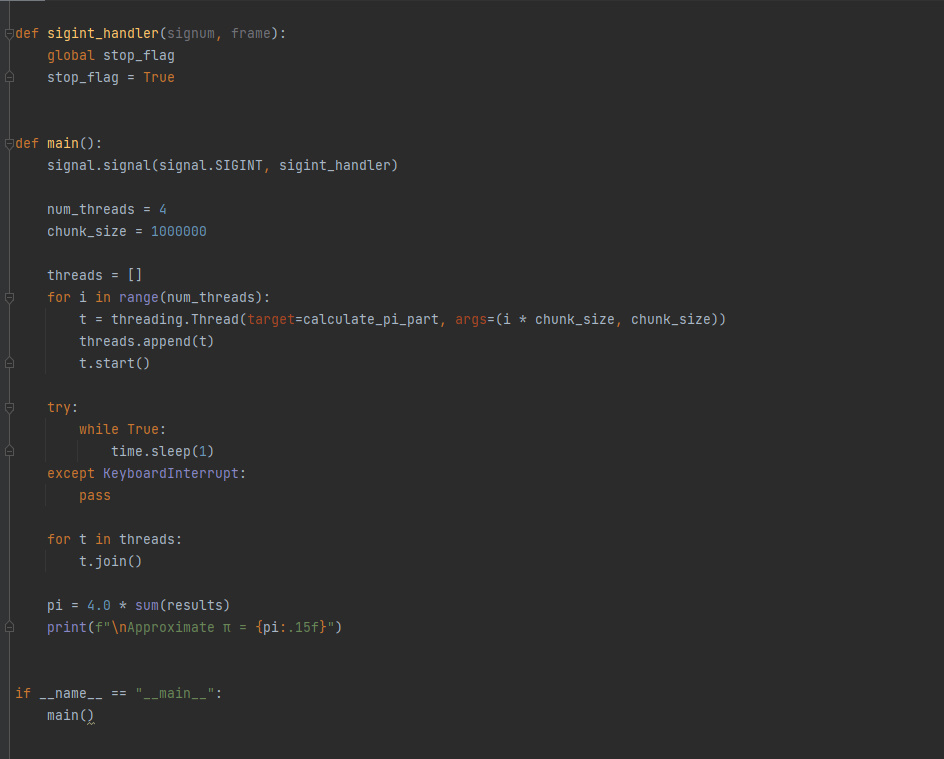 def sigint_handler(signum, frame):
    global stop_flag
    stop_flag = True
def main():
    signal.signal(signal.SIGINT, sigint_handler)
    num_threads = 4
    chunk_size = 1000000
    threads = []
    for i in range(num_threads):
        t = threading.Thread(target=calculate_pi_part, args=(i * chunk_size, chunk_size))
        threads.append(t)
        t.start()
    try:
        while True:
            time.sleep(1)
    except KeyboardInterrupt:
        pass
    for t in threads:
        t.join()
    pi = 4.0 * sum(results)
    print(f"\nApproximate π = {pi:.15f}")
if __name__ == "__main__":
    main()